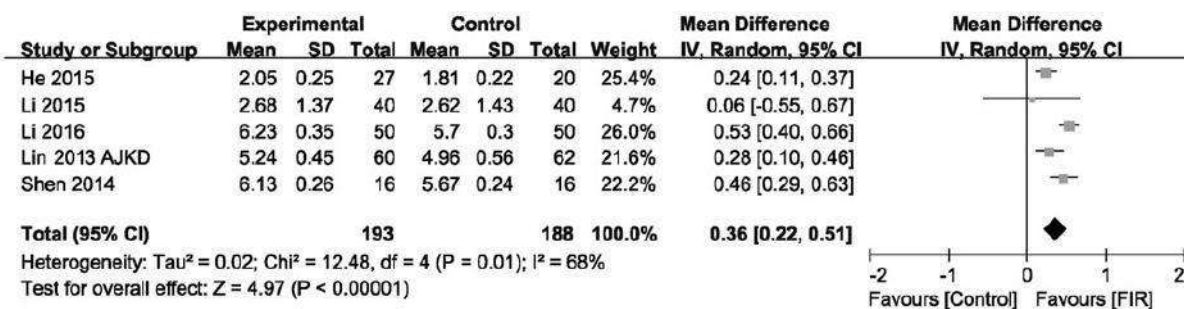 Experimental Control Mean Difference Mean Difference
Study or Subgroup Mean SD Total Mean SD Total Weight IV, Random, 95% CI IV, Random, 95% CI
He 2015 2.05 0.25 27 1.81 0.22 20 25.4% 0.24 [0.11, 0.37]
Li 2015 2.68 1.37 40 2.62 1.43 40 4.7% 0.06 [-0.55, 0.67]
Li 2016 6.23 0.35 50 5.7 0.3 50 26.0% 0.53 [0.40, 0.66]
Lin 2013 AJKD 5.24 0.45 60 4.96 0.56 62 21.6% 0.28 [0.10, 0.46]
Shen 2014 6.13 0.26 16 5.67 0.24 16 22.2% 0.46 [0.29, 0.63]
Total (95% CI) 193 188 100.0% 0.36 [0.22, 0.51]
Heterogeneity: Tau² = 0.02; Chi² = 12.48, df = 4 (P = 0.01); I² = 68%
Test for overall effect: Z = 4.97 (P < 0.00001)
-2 -1 0 1 2
Favours [Control] Favours [FIR]